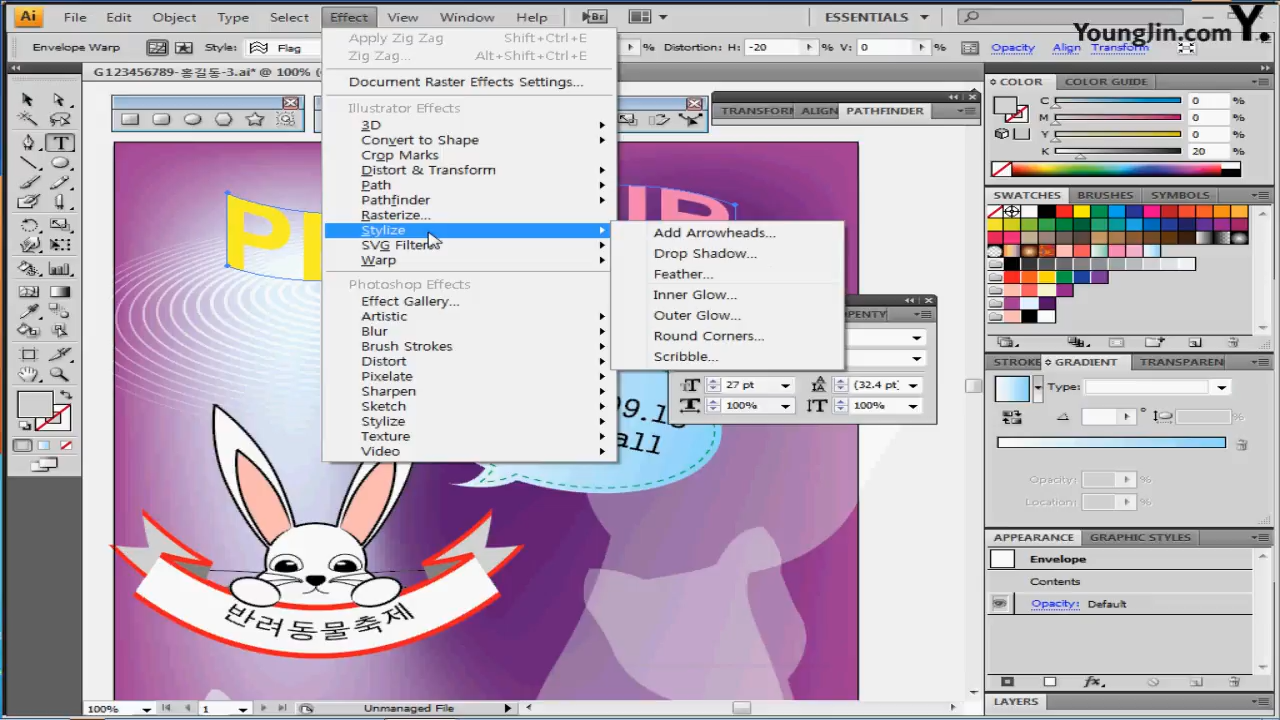 Ai File Edit Object Type Select Effect View Window Help Br ESSENTIALS
YoungJin.com Y.
Envelope Warp Style: Flag % Distortion: H: -20 % V: 0 % Opacity Align Transform
G123456789-홍길동-3.ai* @ 100%
Apply Zig Zag Shift+Ctrl+E
Zig Zag... Alt+Shift+Ctrl+E
Document Raster Effects Settings...
Illustrator Effects
3D
Convert to Shape
Crop Marks
Distort & Transform
Path
Pathfinder
Rasterize...
Stylize
SVG Filters
Warp
Photoshop Effects
Effect Gallery...
Artistic
Blur
Brush Strokes
Distort
Pixelate
Sharpen
Sketch
Stylize
Texture
Video
Add Arrowheads...
Drop Shadow...
Feather...
Inner Glow...
Outer Glow...
Round Corners...
Scribble...
ALIGN PATHFINDER
27 pt (32.4 pt)
100% 100%
반려동물축제
COLOR COLOR GUIDE
C 0 %
M 0 %
Y 0 %
K 20 %
SWATCHES BRUSHES SYMBOLS
STROKE GRADIENT TRANSPAREN
Type:
%
Opacity: %
Location: %
APPEARANCE GRAPHIC STYLES
Envelope
Contents
Opacity: Default
fx
LAYERS
100% 1 Unmanaged File